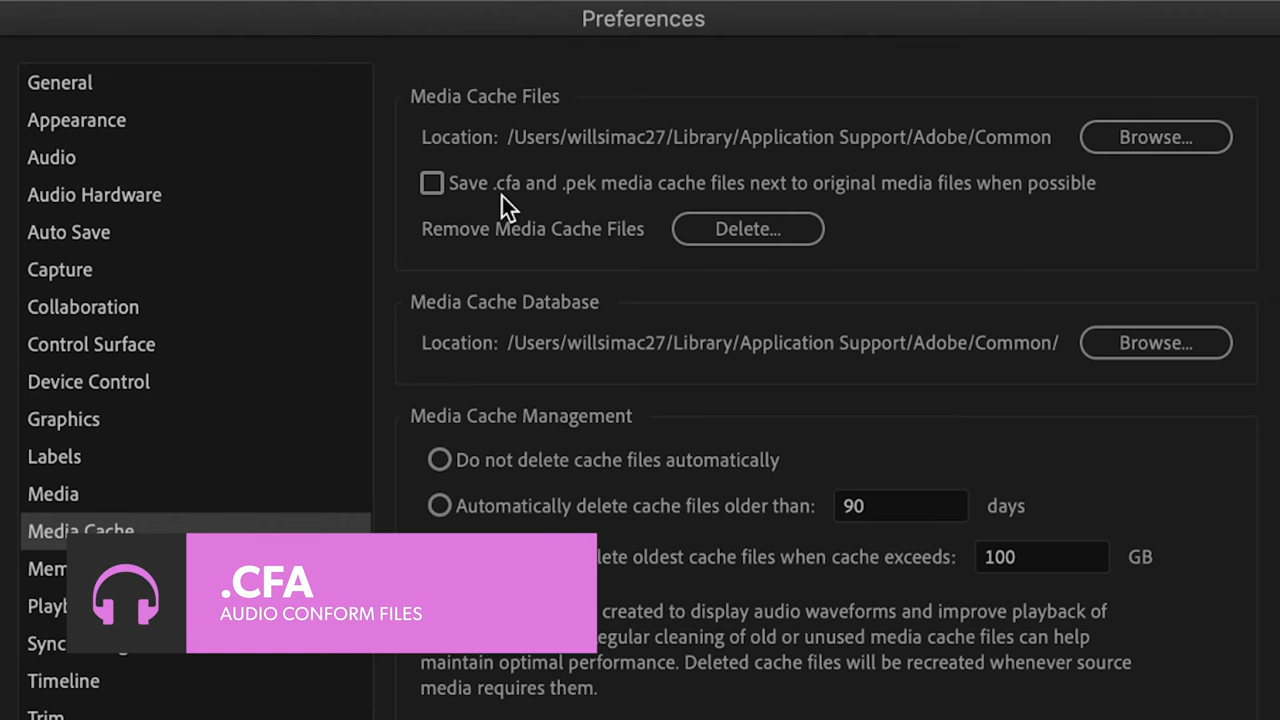 Preferences
General
Appearance
Audio
Audio Hardware
Auto Save
Capture
Collaboration
Control Surface
Device Control
Graphics
Labels
Media
Media Cache
Mem
Playb
Sync
Timeline
Trim
Media Cache Files
Location: /Users/willsimac27/Library/Application Support/Adobe/Common
Browse...
Save .cfa and .pek media cache files next to original media files when possible
Remove Media Cache Files
Delete...
Media Cache Database
Location: /Users/willsimac27/Library/Application Support/Adobe/Common/
Browse...
Media Cache Management
Do not delete cache files automatically
Automatically delete cache files older than: 90 days
lete oldest cache files when cache exceeds: 100 GB
created to display audio waveforms and improve playback of
egular cleaning of old or unused media cache files can help
maintain optimal performance. Deleted cache files will be recreated whenever source
media requires them.
.CFA
AUDIO CONFORM FILES